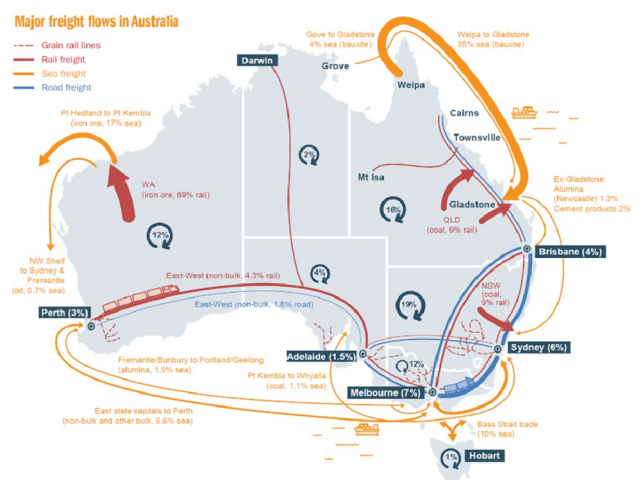 Major freight flows in Australia
Grain rail lines
Rail freight
Sea freight
Road freight
Gove to Gladstone
4% sea (bauxite)
Weipa to Gladstone
35% sea (bauxite)
Darwin
Grove
Weipa
Cairns
Townsville
Pt Hedland to Pt Kembla
(iron ore, 17% sea)
2%
Mt Isa
WA
(iron ore, 69% rail)
16%
Gladstone
Ex-Gladstone:
Alumina
(Newcastle) 1.3%
Cement products 2%
QLD
(coal, 9% rail)
12%
Brisbane (4%)
NW Shelf
to Sydney &
Fremantle
(oil, 0.7% sea)
East-West (non-bulk, 4.3% rail)
4%
NSW
(coal,
9% rail)
East-West (non-bulk, 1.6% road)
19%
Perth (3%)
Sydney (6%)
Adelaide (1.5%)
Fremantle/Bunbury to Portland/Geelong
(alumina, 1.5% sea)
12%
Pt Kembla to Whyalla
(coal, 1.1% sea)
Melbourne (7%)
East state capitals to Perth
(non-bulk and other bulk, 6.6% sea)
Bass Strait trade
(10% sea)
1%
Hobart